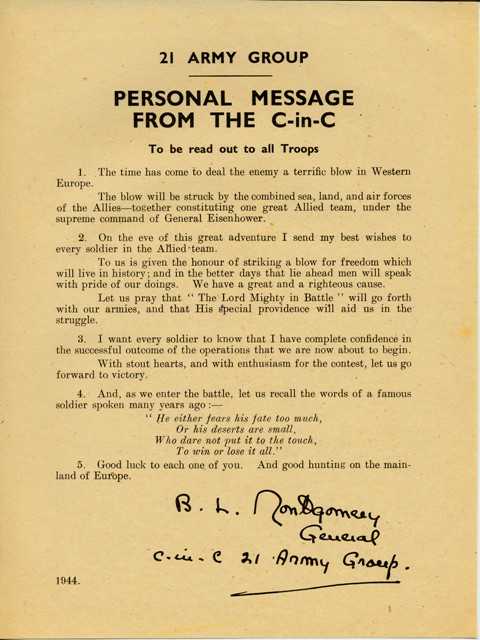 21 ARMY GROUP
PERSONAL MESSAGE
FROM THE C-in-C
To be read out to all Troops
1. The time has come to deal the enemy a terrific blow in Western
Europe.
The blow will be struck by the combined sea, land, and air forces
of the Allies—together constituting one great Allied team, under the
supreme command of General Eisenhower.
2. On the eve of this great adventure I send my best wishes to
every soldier in the Allied team.
To us is given the honour of striking a blow for freedom which
will live in history; and in the better days that lie ahead men will speak
with pride of our doings. We have a great and a righteous cause.
Let us pray that " The Lord Mighty in Battle " will go forth
with our armies, and that His special providence will aid us in the
struggle.
3. I want every soldier to know that I have complete confidence in
the successful outcome of the operations that we are now about to begin.
With stout hearts, and with enthusiasm for the contest, let us go
forward to victory.
4. And, as we enter the battle, let us recall the words of a famous
soldier spoken many years ago :—
" He either fears his fate too much,
Or his deserts are small,
Who dare not put it to the touch,
To win or lose it all."
5. Good luck to each one of you. And good hunting on the main-
land of Europe.
B. L. Montgomery
General
C-in-C 21 Army Group.
1944.